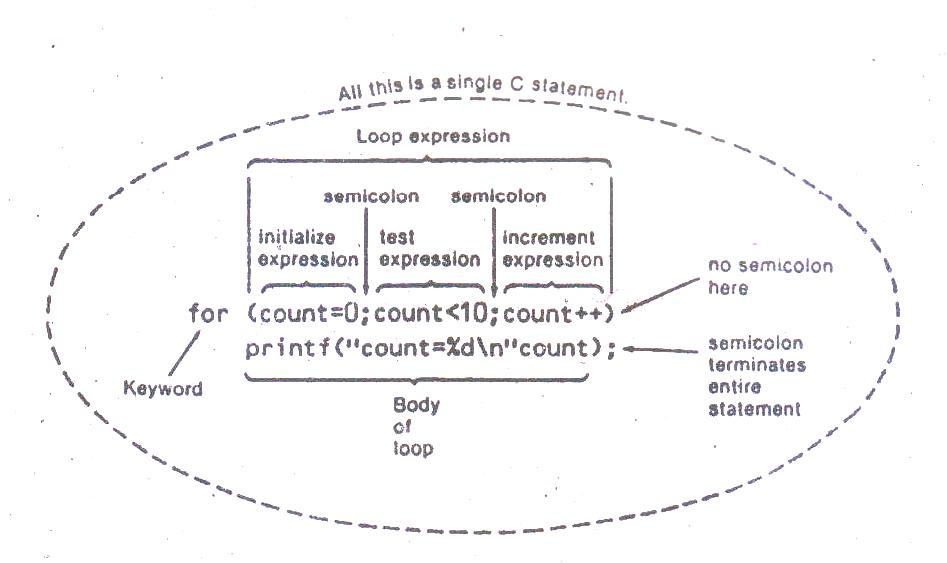 All this is a single C statement.
Loop expression
semicolon semicolon
initialize test increment
expression expression expression
no semicolon
here
for (count=0;count<10;count++)
printf("count=%d\n"count);
semicolon
terminates
entire
statement
Keyword
Body
of
loop